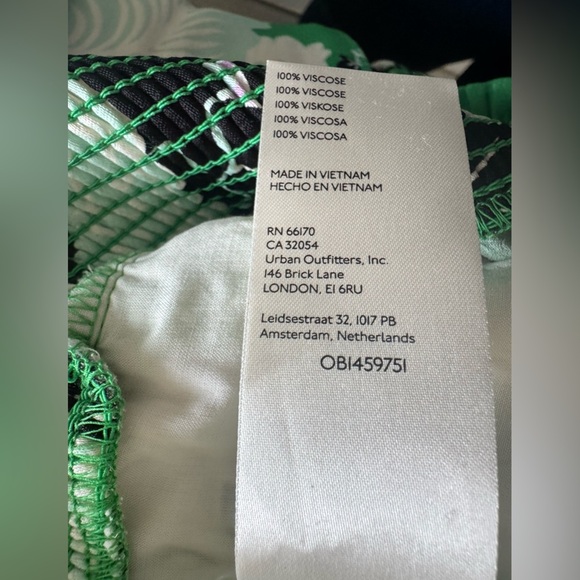 100% VISCOSE
100% VISCOSE
100% VISKOSE
100% VISCOSA
100% VISCOSA
MADE IN VIETNAM
HECHO EN VIETNAM
RN 66170
CA 32054
Urban Outfitters, Inc.
146 Brick Lane
LONDON, E1 6RU
Leidsestraat 32, 1017 PB
Amsterdam, Netherlands
OB1459751